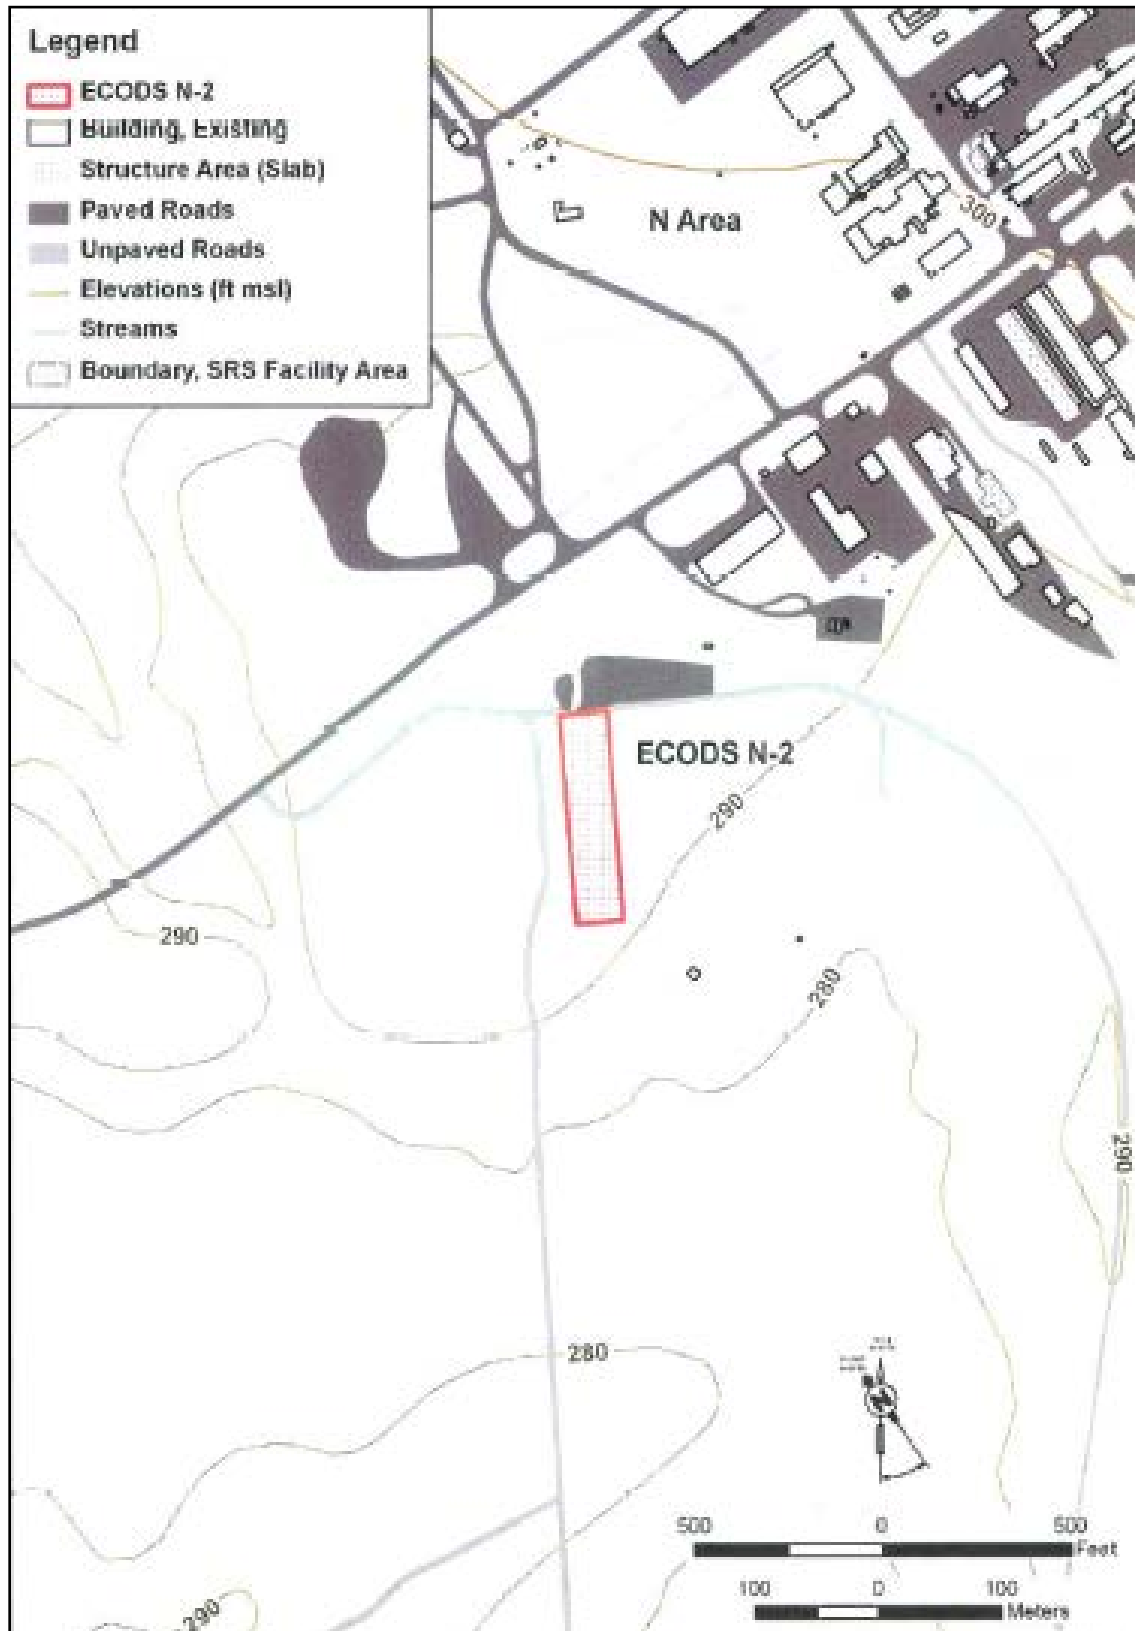 Legend
ECODS N-2
Building, Existing
Structure Area (Slab)
Paved Roads
Unpaved Roads
Elevations (ft msl)
Streams
Boundary, SRS Facility Area
N Area
300
ECODS N-2
290
290
280
290
280
290
500 0 500
Feet
100 0 100
Meters